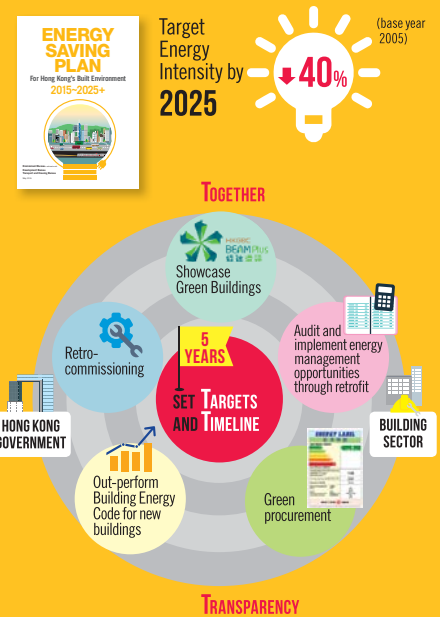 ENERGY
SAVING
PLAN
For Hong Kong's Built Environment
2015~2025+
Target
Energy
Intensity by
2025
40%
(base year
2005)
TOGETHER
HKGBC
BEAM Plus
Showcase
Green Buildings
Retro-
commissioning
5
YEARS
SET TARGETS
AND TIMELINE
Audit and
implement energy
management
opportunities
through retrofit
HONG KONG
GOVERNMENT
BUILDING
SECTOR
Out-perform
Building Energy
Code for new
buildings
ENERGY LABEL
Green
procurement
TRANSPARENCY